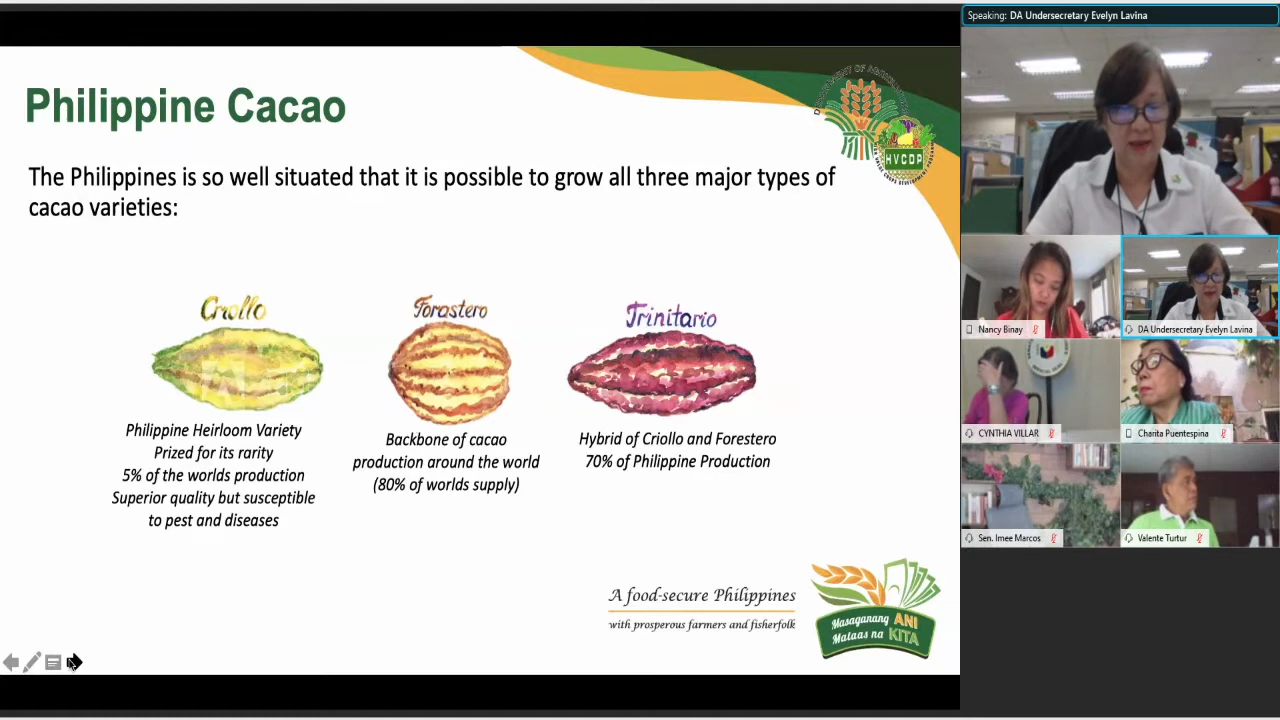 Speaking: DA Undersecretary Evelyn Lavina
Philippine Cacao
The Philippines is so well situated that it is possible to grow all three major types of
cacao varieties:
HVCDP
Criollo
Forastero
Trinitario
Philippine Heirloom Variety
Prized for its rarity
5% of the worlds production
Superior quality but susceptible
to pest and diseases
Backbone of cacao
production around the world
(80% of worlds supply)
Hybrid of Criollo and Forestero
70% of Philippine Production
A food-secure Philippines
with prosperous farmers and fisherfolk
Masaganang ANI
Mataas na KITA
Nancy Binay
DA Undersecretary Evelyn Lavina
CYNTHIA VILLAR
Charita Puentespina
Sen. Imee Marcos
Valente Turtur